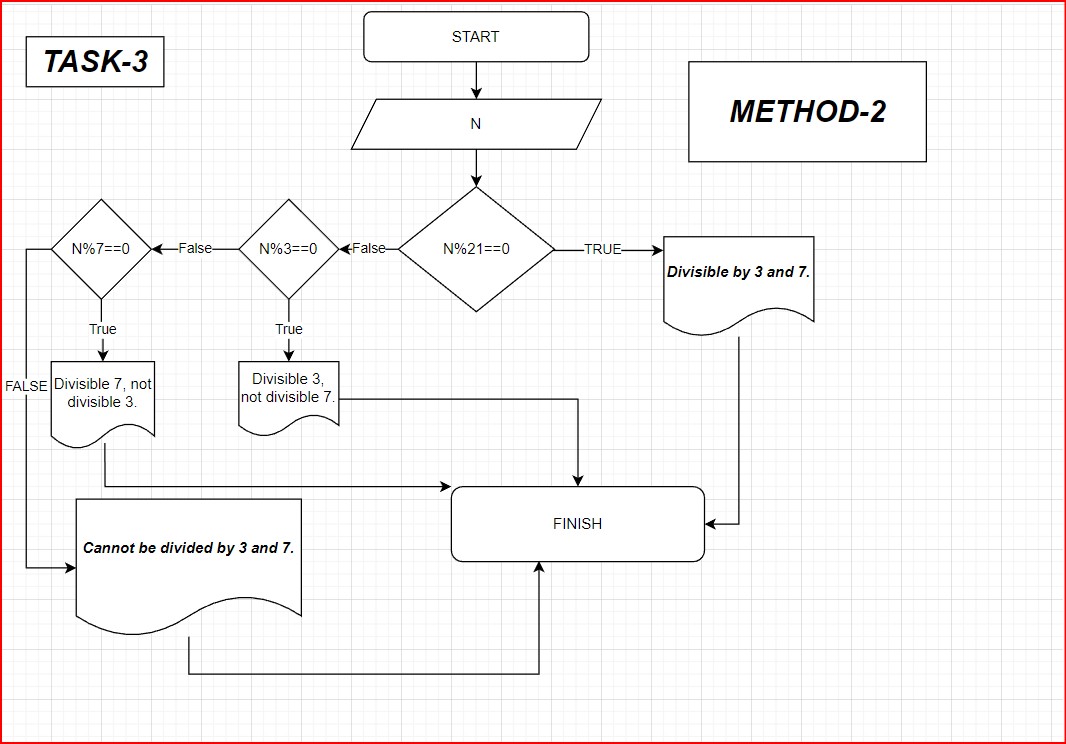 START
TASK-3
METHOD-2
N
N%7==0
False
N%3==0
False
N%21==0
TRUE
Divisible by 3 and 7.
True
True
FALSE
Divisible 7, not
divisible 3.
Divisible 3,
not divisible 7.
FINISH
Cannot be divided by 3 and 7.